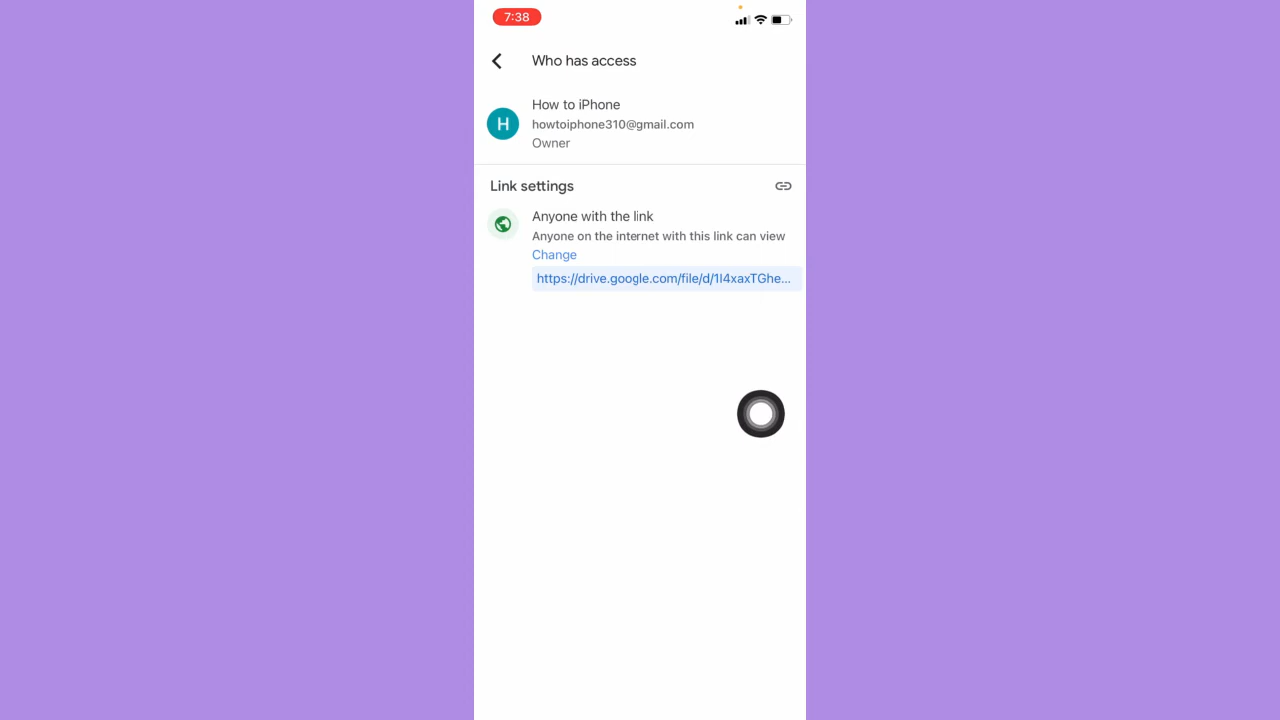 7:38
Who has access
H
How to iPhone
howtoiphone310@gmail.com
Owner
Link settings
Anyone with the link
Anyone on the internet with this link can view
Change
https://drive.google.com/file/d/1I4xaxTGhe...